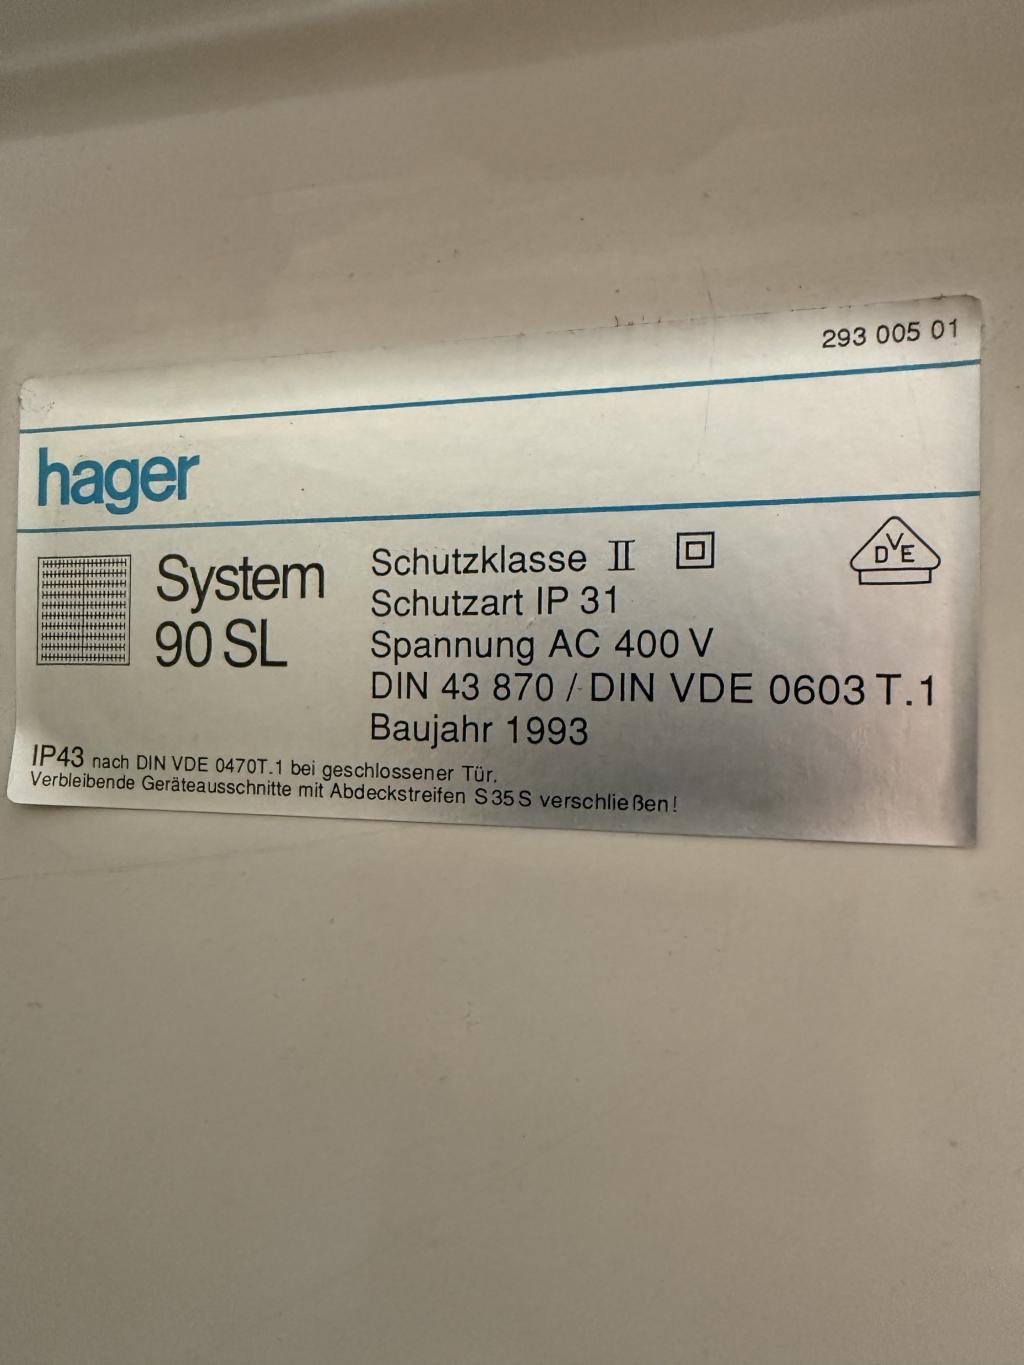 293 005 01
hager
System
90 SL
Schutzklasse II
Schutzart IP 31
Spannung AC 400 V
DIN 43 870 / DIN VDE 0603 T.1
Baujahr 1993
DVE
IP43 nach DIN VDE 0470T.1 bei geschlossener Tür.
Verbleibende Geräteausschnitte mit Abdeckstreifen S35S verschließen!